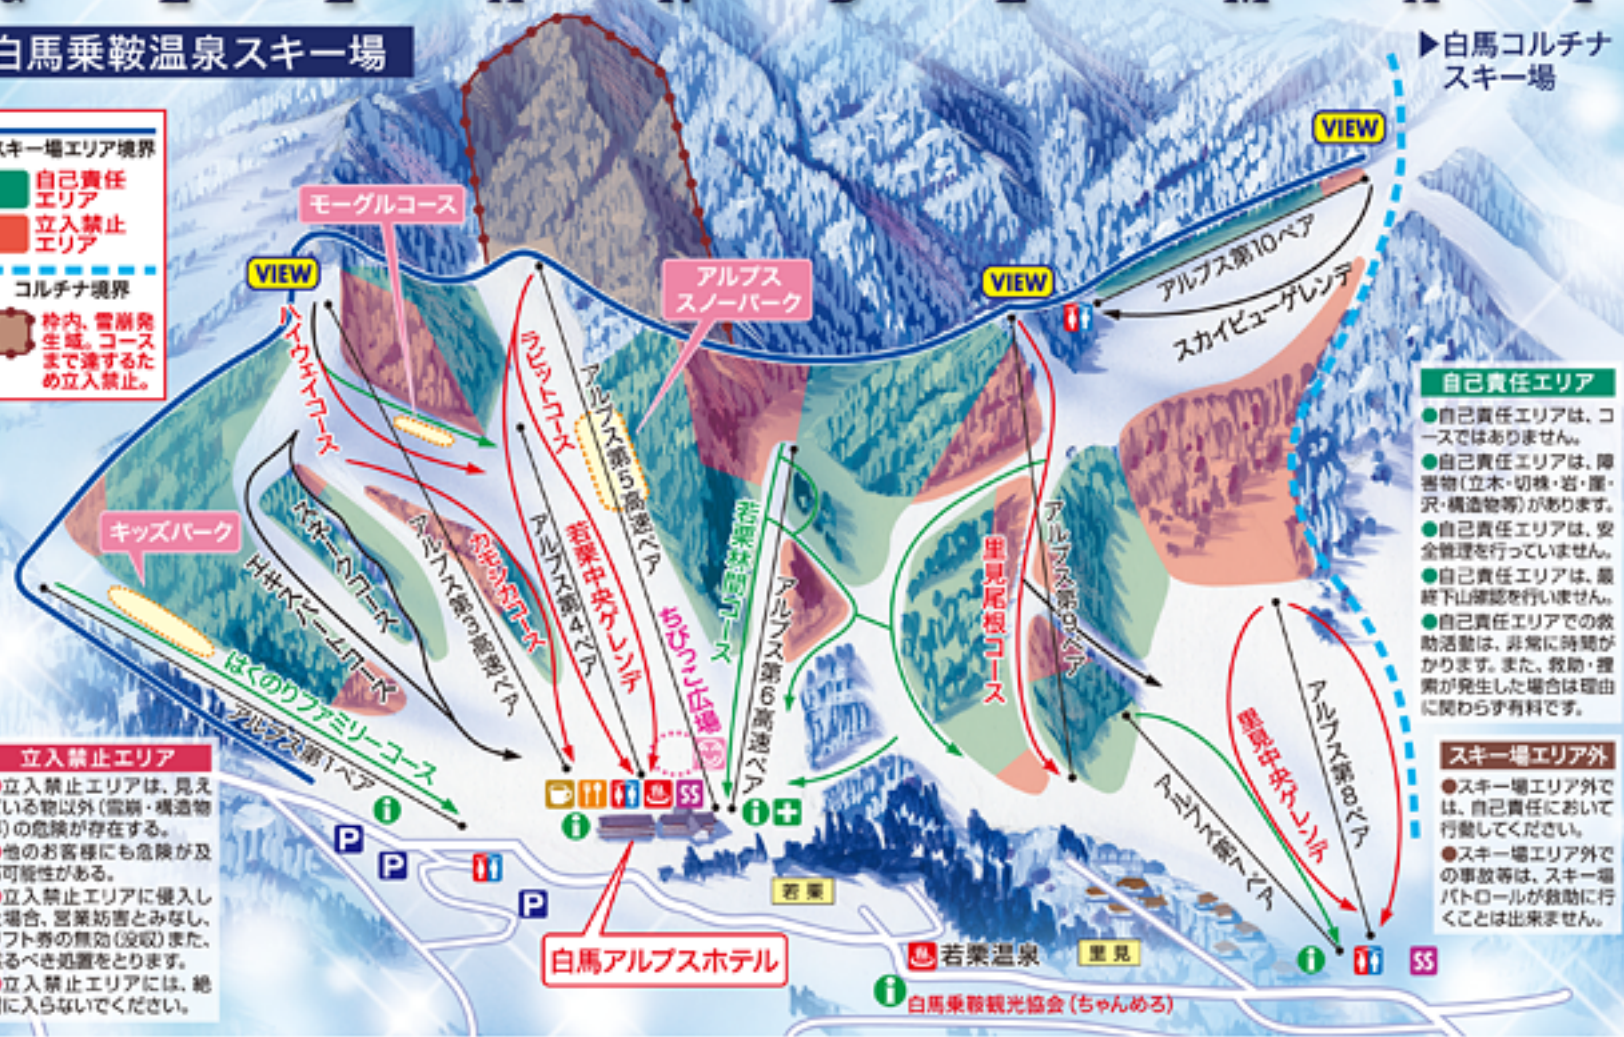 白馬乗鞍温泉スキー場
▶白馬コルチナ
スキー場
VIEW
スキー場エリア境界
自己責任
エリア
立入禁止
エリア
コルチナ境界
枠内、雪崩発
生域。コース
まで達するた
め立入禁止。
モーグルコース
VIEW
アルプス
スノーパーク
VIEW
アルプス第10ペア
スカイビューゲレンデ
ハイウェイコース
ラビットコース
アルプス第5高速ペア
キッズパーク
スネークコース
エキスパートコース
アルプス第3高速ペア
カモシカコース
アルプス第4ペア
若栗中央ゲレンデ
ちびっこ広場
若栗林間コース
アルプス第6高速ペア
里見尾根コース
アルプス第9ペア
はくのりファミリーコース
アルプス第1ペア
アルプス第7ペア
里見中央ゲレンデ
アルプス第8ペア
自己責任エリア
●自己責任エリアは、コ
ースではありません。
●自己責任エリアは、障
害物(立木・切株・岩・崖・
沢・構造物等)があります。
●自己責任エリアは、安
全管理を行っていません。
●自己責任エリアは、最
終下山確認を行いません。
●自己責任エリアでの救
助活動は、非常に時間が
かります。また、救助・捜
索が発生した場合は理由
に関わらず有料です。
スキー場エリア外
●スキー場エリア外で
は、自己責任において
行動してください。
●スキー場エリア外で
の事故等は、スキー場
パトロールが救助に行
くことは出来ません。
立入禁止エリア
立入禁止エリアは、見え
ている物以外(雪崩・構造物
)の危険が存在する。
他のお客様にも危険が及
可能性がある。
立入禁止エリアに侵入し
場合、営業妨害とみなし、
リフト券の無効(没収)また、
るべき処置をとります。
立入禁止エリアには、絶
に入らないでください。
i
P
P
P
i
SS
i
若栗
白馬アルプスホテル
若栗温泉
里見
i
白馬乗鞍観光協会(ちゃんめろ)
i
SS